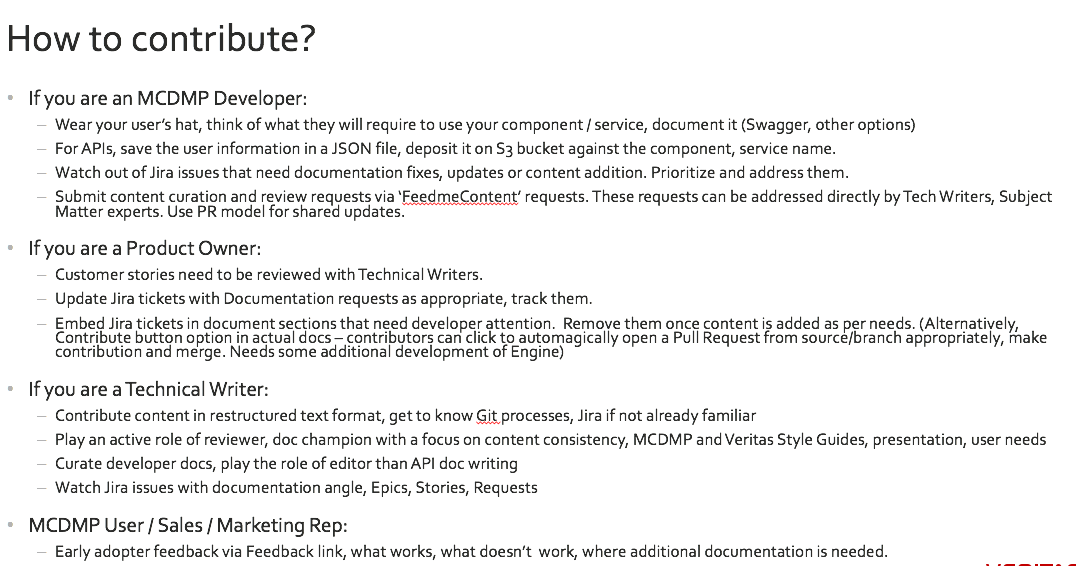 How to contribute?
• If you are an MCDMP Developer:
– Wear your user's hat, think of what they will require to use your component / service, document it (Swagger, other options)
– For APIs, save the user information in a JSON file, deposit it on S3 bucket against the component, service name.
– Watch out of Jira issues that need documentation fixes, updates or content addition. Prioritize and address them.
– Submit content curation and review requests via ‘FeedmeContent’ requests. These requests can be addressed directly by Tech Writers, Subject
Matter experts. Use PR model for shared updates.
• If you are a Product Owner:
– Customer stories need to be reviewed with Technical Writers.
– Update Jira tickets with Documentation requests as appropriate, track them.
– Embed Jira tickets in document sections that need developer attention.  Remove them once content is added as per needs. (Alternatively,
Contribute button option in actual docs – contributors can click to automagically open a Pull Request from source/branch appropriately, make
contribution and merge. Needs some additional development of Engine)
• If you are a Technical Writer:
– Contribute content in restructured text format, get to know Git processes, Jira if not already familiar
– Play an active role of reviewer, doc champion with a focus on content consistency, MCDMP and Veritas Style Guides, presentation, user needs
– Curate developer docs, play the role of editor than API doc writing
– Watch Jira issues with documentation angle, Epics, Stories, Requests
• MCDMP User / Sales / Marketing Rep:
– Early adopter feedback via Feedback link, what works, what doesn't  work, where additional documentation is needed.